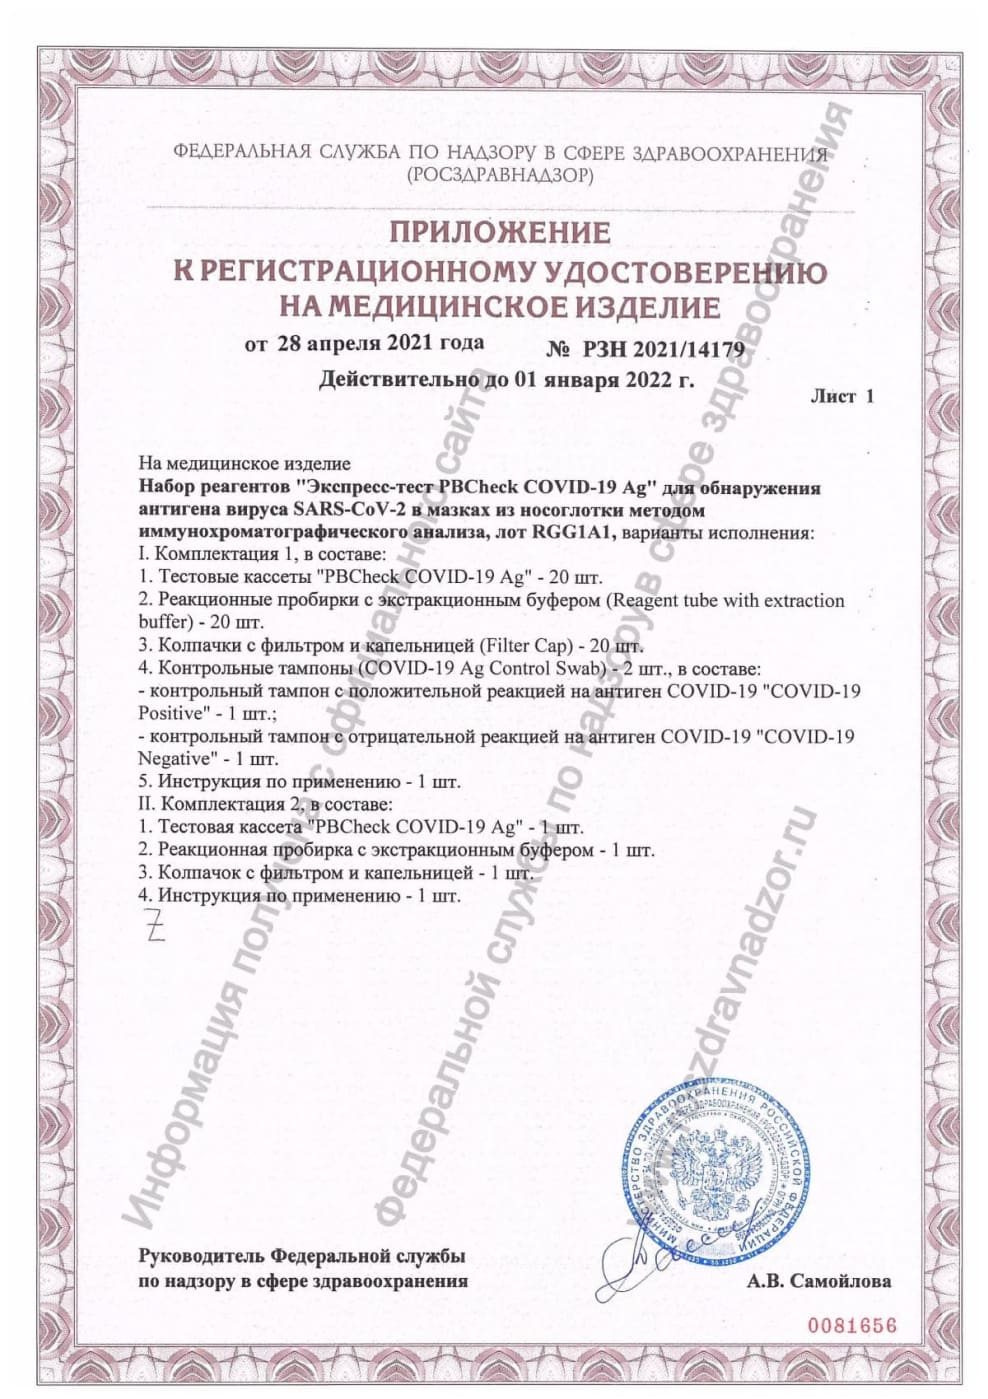 ФЕДЕРАЛЬНАЯ СЛУЖБА ПО НАДЗОРУ В СФЕРЕ ЗДРАВООХРАНЕНИЯ
(РОСЗДРАВНАДЗОР)
ПРИЛОЖЕНИЕ
К РЕГИСТРАЦИОННОМУ УДОСТОВЕРЕНИЮ
НА МЕДИЦИНСКОЕ ИЗДЕЛИЕ
от 28 апреля 2021 года № РЗН 2021/14179
Действительно до 01 января 2022 г.
Лист 1
На медицинское изделие
Набор реагентов "Экспресс-тест PBCheck COVID-19 Ag" для обнаружения
антигена вируса SARS-CoV-2 в мазках из носоглотки методом
иммунохроматографического анализа, лот RGG1A1, варианты исполнения:
I. Комплектация 1, в составе:
1. Тестовые кассеты "PBCheck COVID-19 Ag" - 20 шт.
2. Реакционные пробирки с экстракционным буфером (Reagent tube with extraction
buffer) - 20 шт.
3. Колпачки с фильтром и капельницей (Filter Cap) - 20 шт.
4. Контрольные тампоны (COVID-19 Ag Control Swab) - 2 шт., в составе:
- контрольный тампон с положительной реакцией на антиген COVID-19 "COVID-19
Positive" - 1 шт.;
- контрольный тампон с отрицательной реакцией на антиген COVID-19 "COVID-19
Negative" - 1 шт.
5. Инструкция по применению - 1 шт.
II. Комплектация 2, в составе:
1. Тестовая кассета "PBCheck COVID-19 Ag" - 1 шт.
2. Реакционная пробирка с экстракционным буфером - 1 шт.
3. Колпачок с фильтром и капельницей - 1 шт.
4. Инструкция по применению - 1 шт.
Информация получена с официального сайта
Федеральной службы по надзору в сфере здравоохранения
МИНИСТЕРСТВО ЗДРАВООХРАНЕНИЯ РОССИЙСКОЙ ФЕДЕРАЦИИ
Руководитель Федеральной службы
по надзору в сфере здравоохранения
А.В. Самойлова
0081656